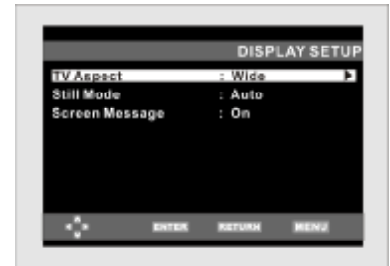 DISPLAY SETUP
TV Aspect : Wide
Still Mode : Auto
Screen Message : On
ENTER RETURN MENU